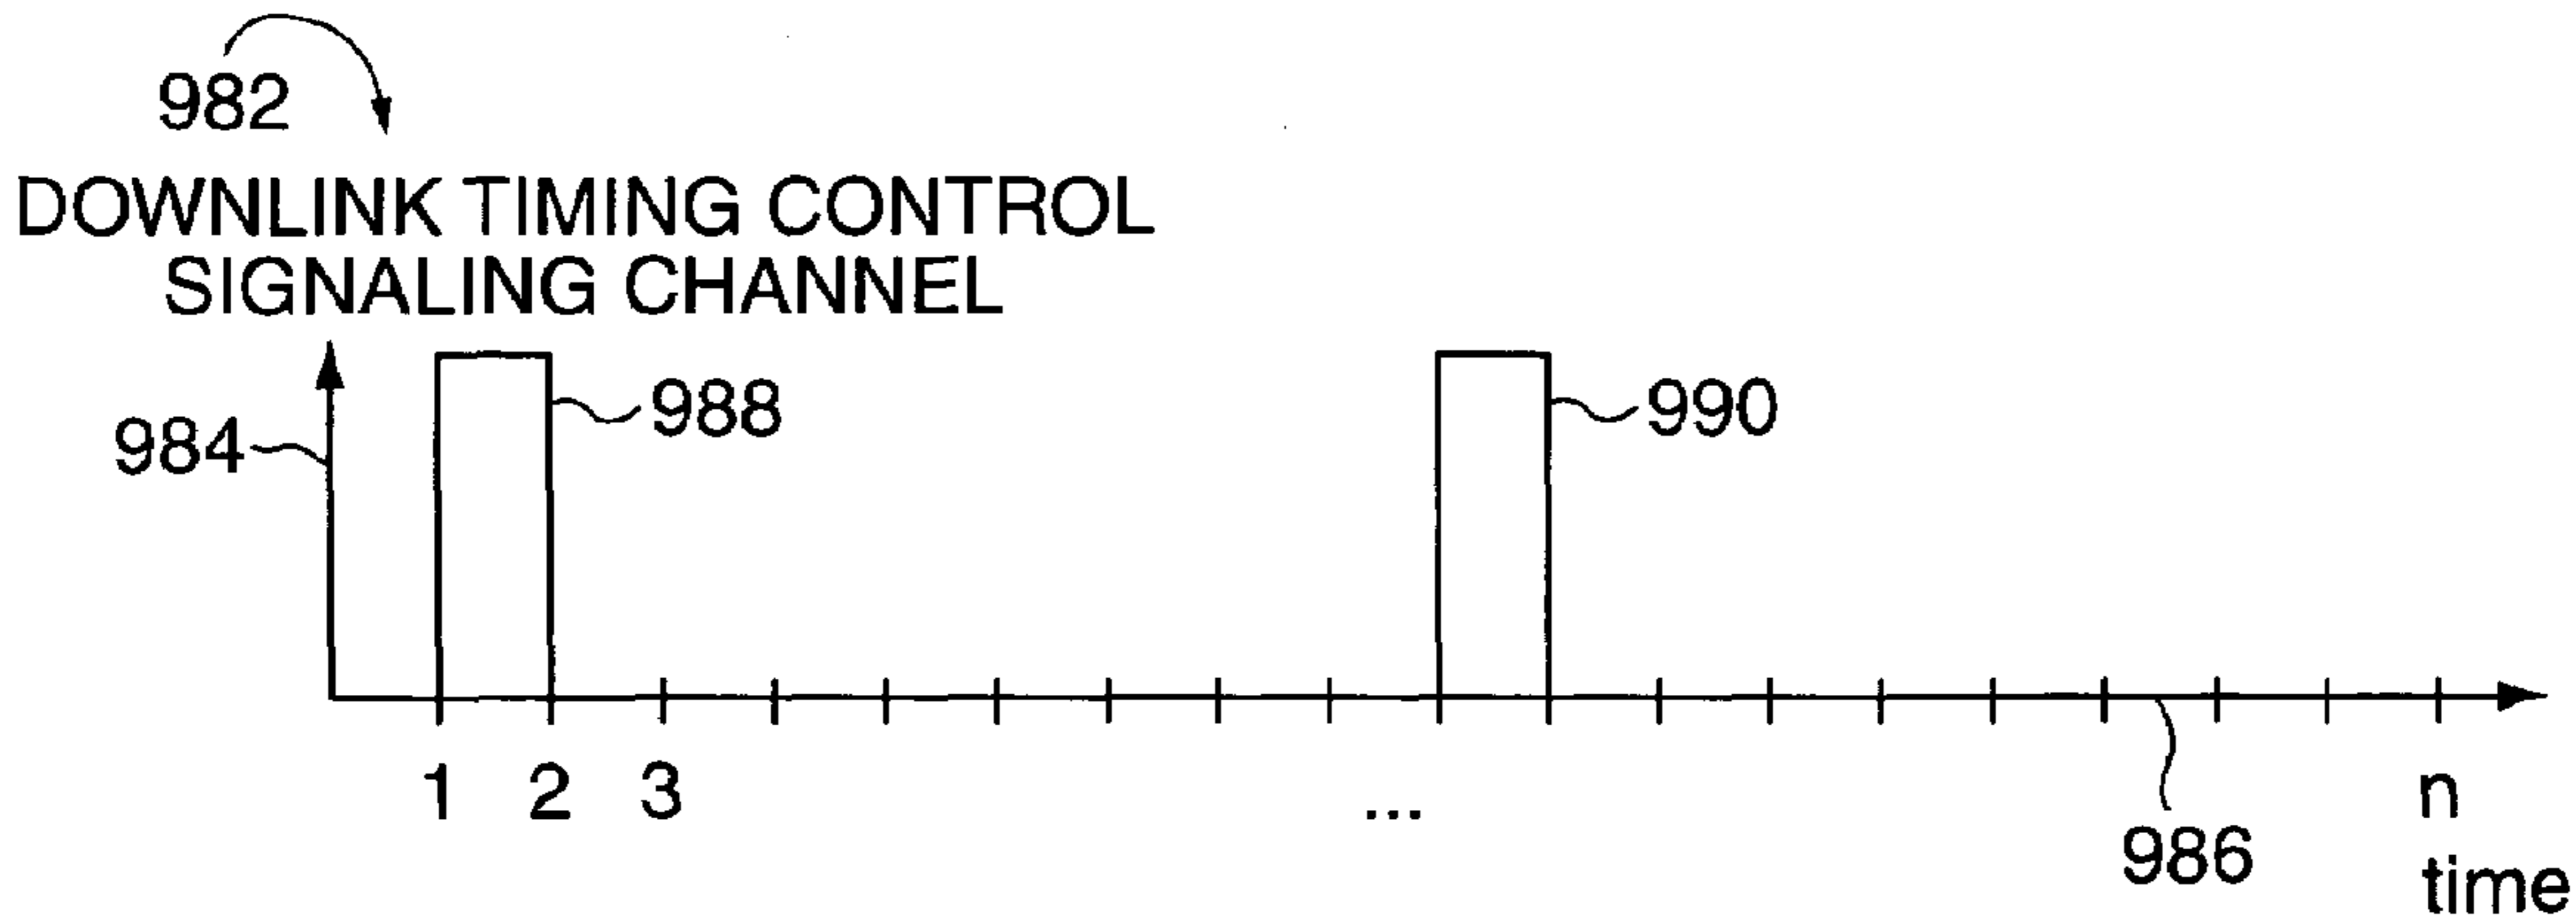 982
DOWNLINK TIMING CONTROL
SIGNALING CHANNEL
984
988
990
1 2 3 ... n
986
time